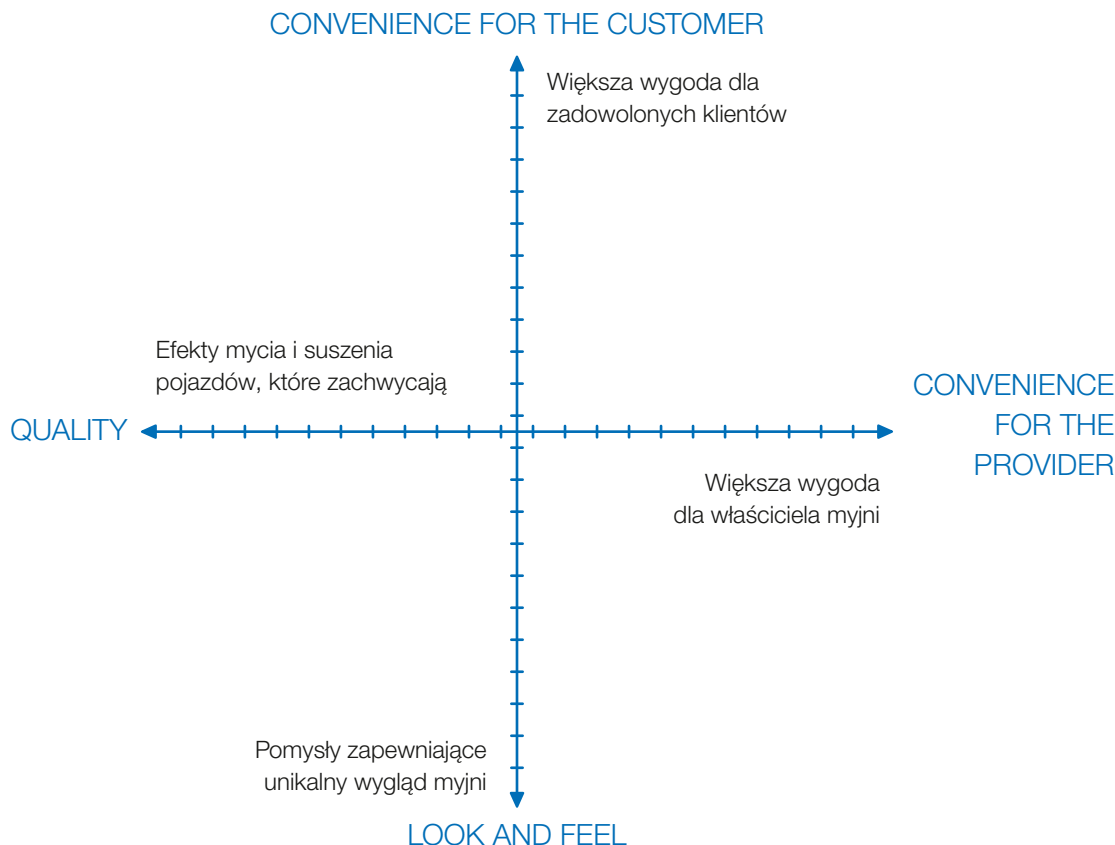 CONVENIENCE FOR THE CUSTOMER
Większa wygoda dla
zadowolonych klientów
Efekty mycia i suszenia
pojazdów, które zachwycają
QUALITY
CONVENIENCE
FOR THE
PROVIDER
Większa wygoda
dla właściciela myjni
Pomysły zapewniające
unikalny wygląd myjni
LOOK AND FEEL